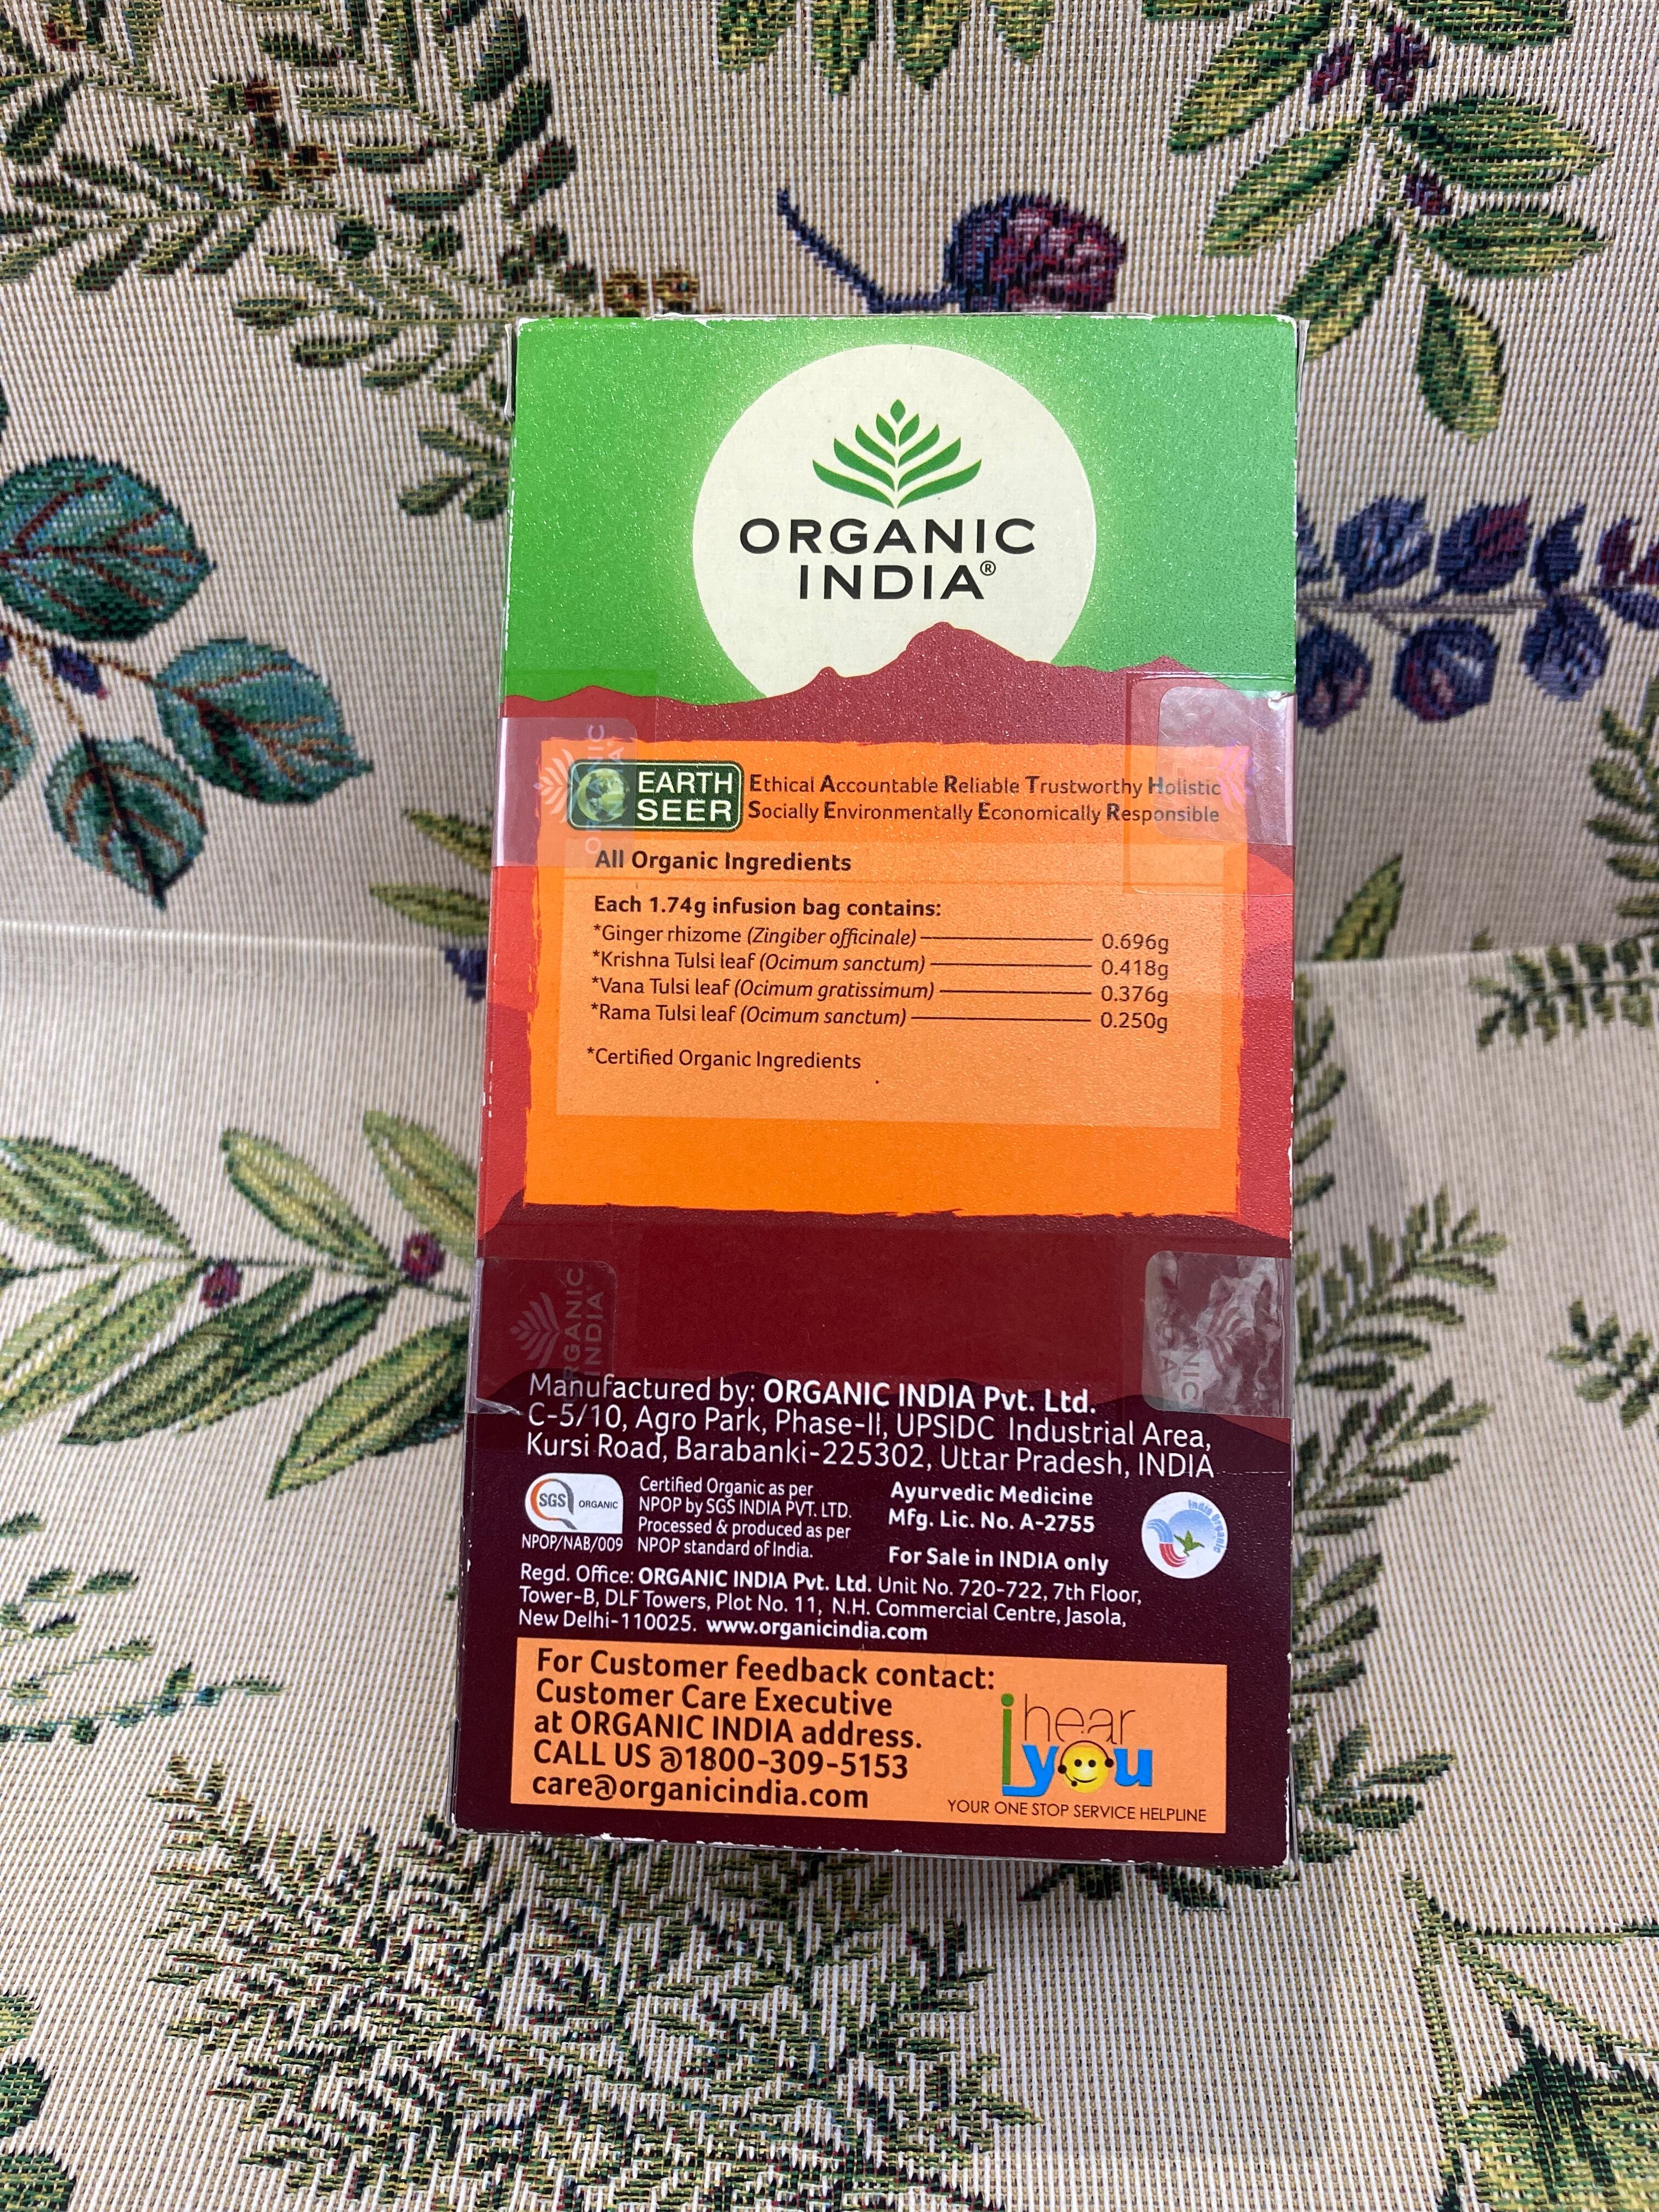 ORGANIC
INDIA®
EARTH
SEER
Ethical Accountable Reliable Trustworthy Holistic
Socially Environmentally Economically Responsible
All Organic Ingredients
Each 1.74g infusion bag contains:
*Ginger rhizome (Zingiber officinale) 0.696g
*Krishna Tulsi leaf (Ocimum sanctum) 0.418g
*Vana Tulsi leaf (Ocimum gratissimum) 0.376g
*Rama Tulsi leaf (Ocimum sanctum) 0.250g
*Certified Organic Ingredients
ORGANIC
INDIA
Manufactured by: ORGANIC INDIA Pvt. Ltd.
C-5/10, Agro Park, Phase-II, UPSIDC Industrial Area,
Kursi Road, Barabanki-225302, Uttar Pradesh, INDIA
SGS ORGANIC
NPOP/NAB/009
Certified Organic as per
NPOP by SGS INDIA PVT. LTD.
Processed & produced as per
NPOP standard of India.
Ayurvedic Medicine
Mfg. Lic. No. A-2755
For Sale in INDIA only
India Organic
Regd. Office: ORGANIC INDIA Pvt. Ltd. Unit No. 720-722, 7th Floor,
Tower-B, DLF Towers, Plot No. 11, N.H. Commercial Centre, Jasola,
New Delhi-110025. www.organicindia.com
For Customer feedback contact:
Customer Care Executive
at ORGANIC INDIA address.
CALL US @1800-309-5153
care@organicindia.com
i hear
you
YOUR ONE STOP SERVICE HELPLINE